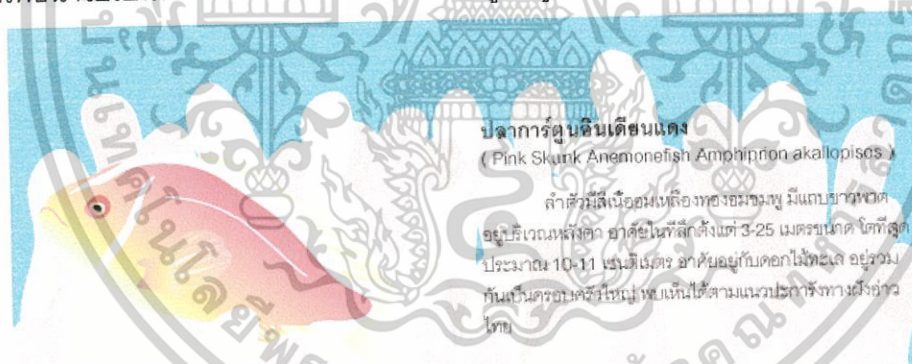 ปลาการ์ตูนอินเดียนแดง
( Pink Skunk Anemonefish Amphiprion akallopisos )
ลำตัวมีสีเนื้ออมเหลืองทองอมชมพู มีแถบขาวพาด
อยู่บริเวณหลังตา อาศัยในที่ลึกตั้งแต่ 3-25 เมตรขนาด โตที่สุด
ประมาณ 10-11 เซนติเมตร อาศัยอยู่กับดอกไม้ทะเล อยู่รวม
กันเป็นครอบครัวใหญ่ พบเห็นได้ตามแนวปะการังทางฝั่งอ่าว
ไทย